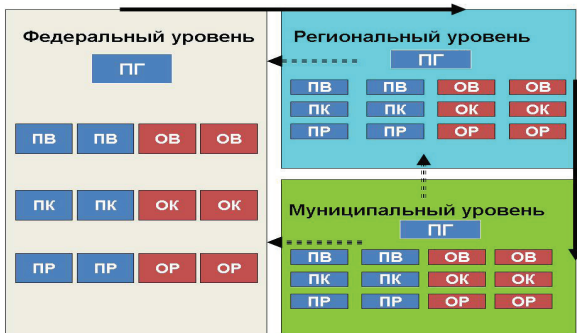 Федеральный уровень
ПГ
ПВ ПВ ОВ ОВ
ПК ПК ОК ОК
ПР ПР ОР ОР
Региональный уровень
ПГ
ПВ ПВ ОВ ОВ
ПК ПК ОК ОК
ПР ПР ОР ОР
Муниципальный уровень
ПГ
ПВ ПВ ОВ ОВ
ПК ПК ОК ОК
ПР ПР ОР ОР